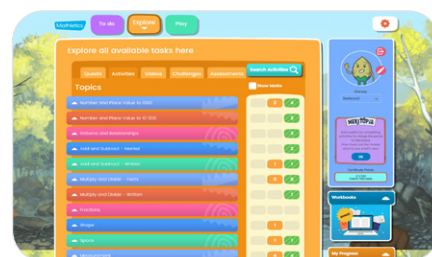 Mathletics
To do
Explore
Play
Explore all available tasks here
Quests
Activities
Videos
Challenges
Assessments
Search Activities
Topics
Show tasks
Number and Place Value to 1000
Number and Place Value to 10 000
Patterns and Relationships
Add and Subtract - Mental
Add and Subtract - Written
Multiply and Divide - Facts
Multiply and Divide - Written
Fractions
Shape
Space
Measurement
Workbooks
My Progress